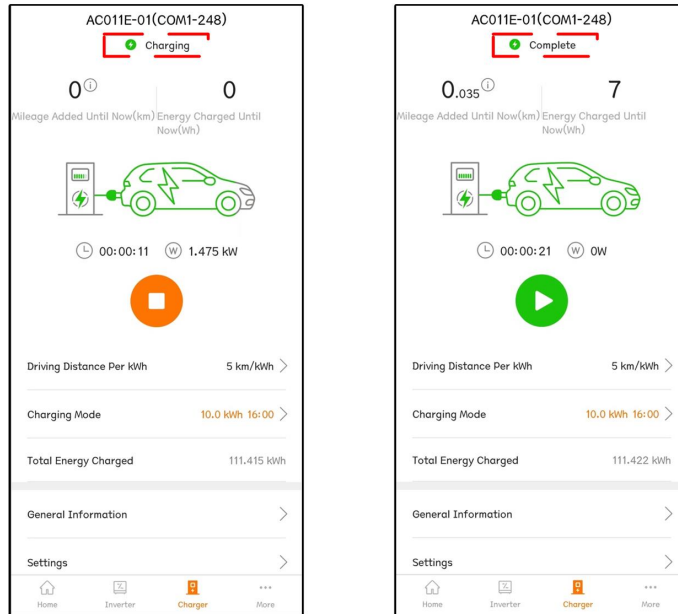 AC011E-01(COM1-248)
Charging
0
0
Mileage Added Until Now(km)
Energy Charged Until
Now(Wh)
00:00:11
W 1.475 kW
Driving Distance Per kWh
5 km/kWh
Charging Mode
10.0 kWh 16:00
Total Energy Charged
111.415 kWh
General Information
Settings
Home
Inverter
Charger
More
AC011E-01(COM1-248)
Complete
0.035
7
Mileage Added Until Now(km)
Energy Charged Until
Now(Wh)
00:00:21
W 0W
Driving Distance Per kWh
5 km/kWh
Charging Mode
10.0 kWh 16:00
Total Energy Charged
111.422 kWh
General Information
Settings
Home
Inverter
Charger
More